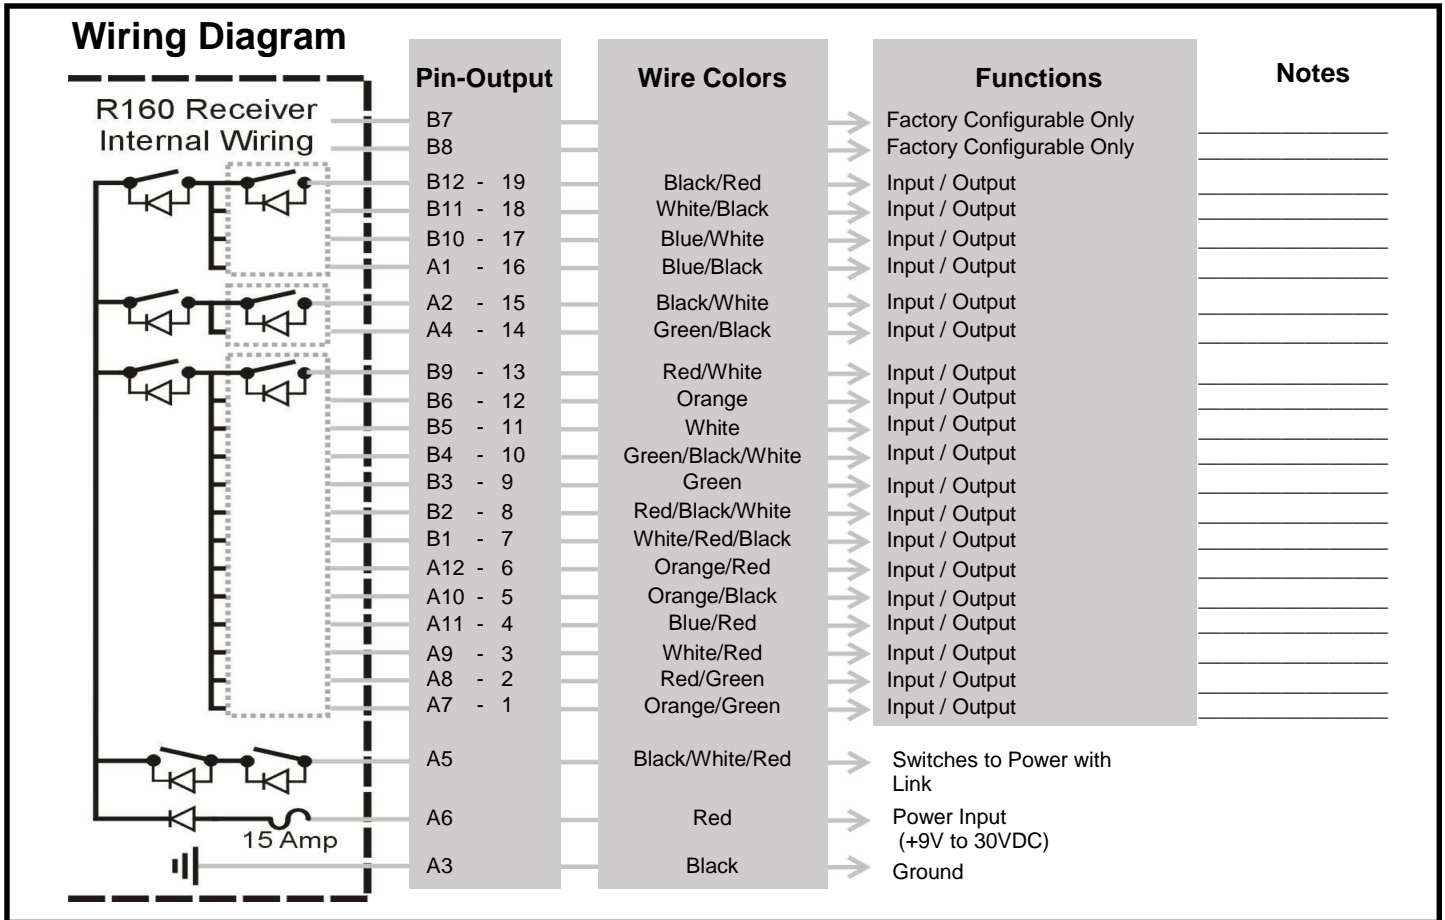 Wiring Diagram
Pin-Output Wire Colors Functions Notes
R160 Receiver
Internal Wiring
B7 Factory Configurable Only
B8 Factory Configurable Only
B12 - 19 Black/Red Input / Output
B11 - 18 White/Black Input / Output
B10 - 17 Blue/White Input / Output
A1 - 16 Blue/Black Input / Output
A2 - 15 Black/White Input / Output
A4 - 14 Green/Black Input / Output
B9 - 13 Red/White Input / Output
B6 - 12 Orange Input / Output
B5 - 11 White Input / Output
B4 - 10 Green/Black/White Input / Output
B3 - 9 Green Input / Output
B2 - 8 Red/Black/White Input / Output
B1 - 7 White/Red/Black Input / Output
A12 - 6 Orange/Red Input / Output
A10 - 5 Orange/Black Input / Output
A11 - 4 Blue/Red Input / Output
A9 - 3 White/Red Input / Output
A8 - 2 Red/Green Input / Output
A7 - 1 Orange/Green Input / Output
A5 Black/White/Red Switches to Power with
Link
15 Amp A6 Red Power Input
(+9V to 30VDC)
A3 Black Ground